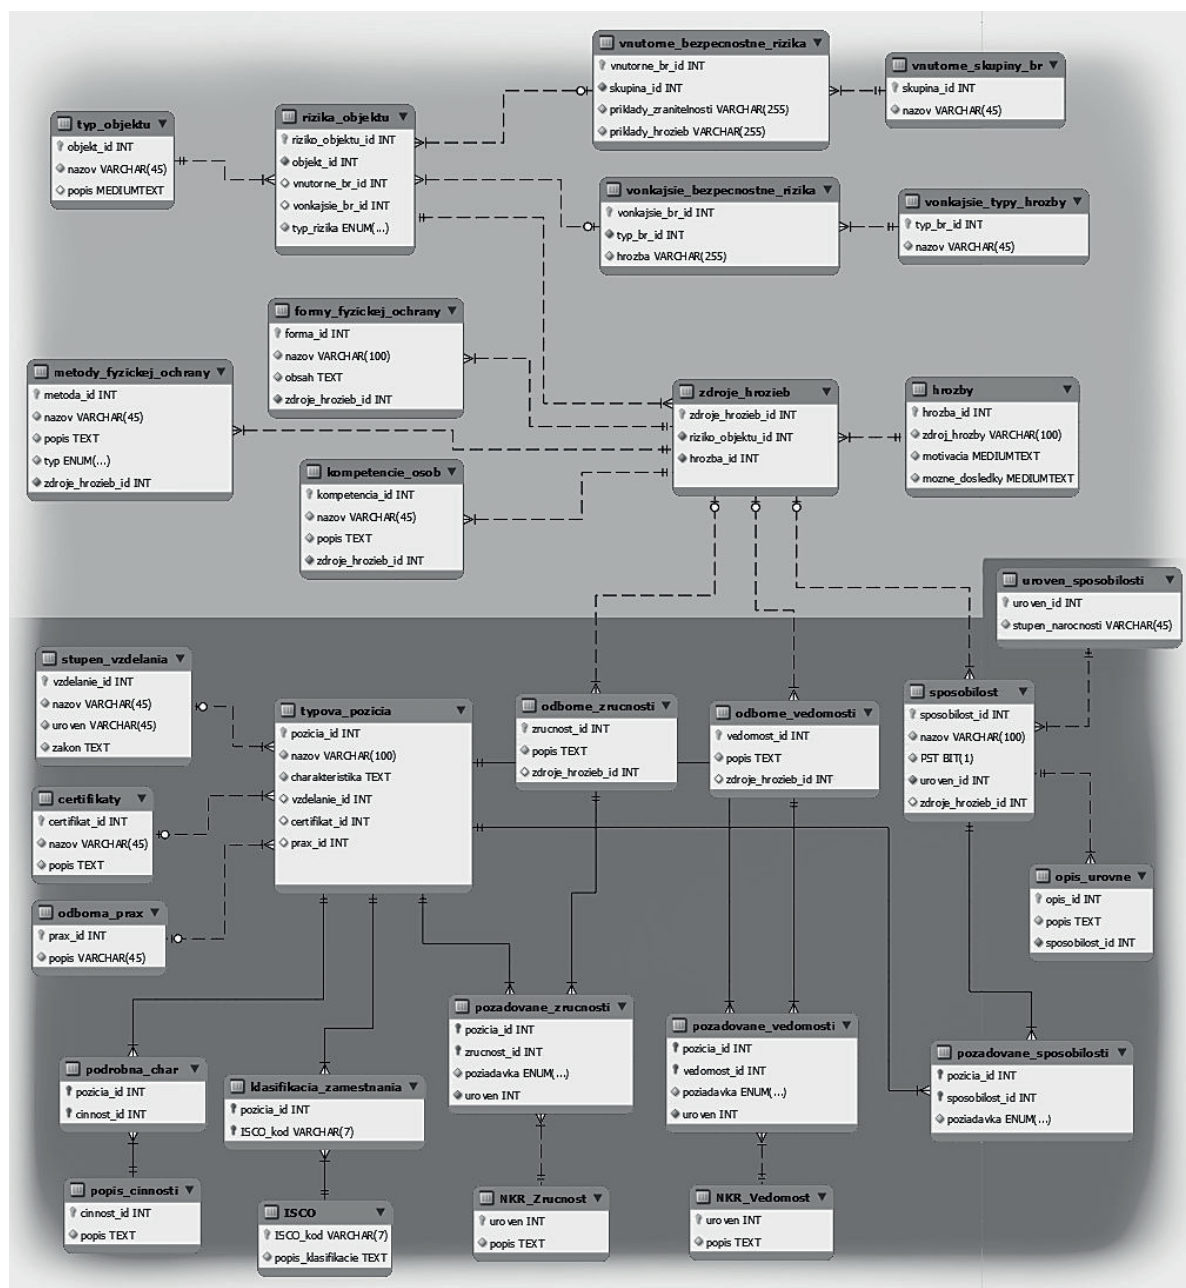 vnutorne_bezpecnostne_rizika
vnutorne_br_id INT
skupina_id INT
priklady_zranitelnosti VARCHAR(255)
priklady_hrozieb VARCHAR(255)
vnutorne_skupiny_br
skupina_id INT
nazov VARCHAR(45)
typ_objektu
objekt_id INT
nazov VARCHAR(45)
popis MEDIUMTEXT
rizika_objektu
riziko_objektu_id INT
objekt_id INT
vnutorne_br_id INT
vonkajsie_br_id INT
typ_rizika ENUM(...)
vonkajsie_bezpecnostne_rizika
vonkajsie_br_id INT
typ_br_id INT
hrozba VARCHAR(255)
vonkajsie_typy_hrozby
typ_br_id INT
nazov VARCHAR(45)
formy_fyzickej_ochrany
forma_id INT
nazov VARCHAR(100)
obsah TEXT
zdroje_hrozieb_id INT
metody_fyzickej_ochrany
metoda_id INT
nazov VARCHAR(45)
popis TEXT
typ ENUM(...)
zdroje_hrozieb_id INT
zdroje_hrozieb
zdroje_hrozieb_id INT
riziko_objektu_id INT
hrozba_id INT
hrozby
hrozba_id INT
zdroj_hrozby VARCHAR(100)
motivacia MEDIUMTEXT
mozne_dosledky MEDIUMTEXT
kompetencie_osob
kompetencia_id INT
nazov VARCHAR(45)
popis TEXT
zdroje_hrozieb_id INT
uroven_sposobilosti
uroven_id INT
stupen_narocnosti VARCHAR(45)
stupen_vzdelania
vzdelanie_id INT
nazov VARCHAR(45)
uroven VARCHAR(45)
zakon TEXT
typova_pozicia
pozicia_id INT
nazov VARCHAR(100)
charakteristika TEXT
vzdelanie_id INT
certifikat_id INT
prax_id INT
odborne_zrucnosti
zrucnost_id INT
popis TEXT
zdroje_hrozieb_id INT
odborne_vedomosti
vedomost_id INT
popis TEXT
zdroje_hrozieb_id INT
sposobilost
sposobilost_id INT
nazov VARCHAR(100)
PST BIT(1)
uroven_id INT
zdroje_hrozieb_id INT
certifikaty
certifikat_id INT
nazov VARCHAR(45)
popis TEXT
odborna_prax
prax_id INT
popis VARCHAR(45)
opis_urovne
opis_id INT
popis TEXT
sposobilost_id INT
podrobna_char
pozicia_id INT
cinnost_id INT
klasifikacia_zamestnania
pozicia_id INT
ISCO_kod VARCHAR(7)
pozadovane_zrucnosti
pozicia_id INT
zrucnost_id INT
poziadavka ENUM(...)
uroven INT
pozadovane_vedomosti
pozicia_id INT
vedomost_id INT
poziadavka ENUM(...)
uroven INT
pozadovane_sposobilosti
pozicia_id INT
sposobilost_id INT
poziadavka ENUM(...)
popis_cinnosti
cinnost_id INT
popis TEXT
ISCO
ISCO_kod VARCHAR(7)
popis_klasifikacie TEXT
NKR_Zrucnost
uroven INT
popis TEXT
NKR_Vedomost
uroven INT
popis TEXT